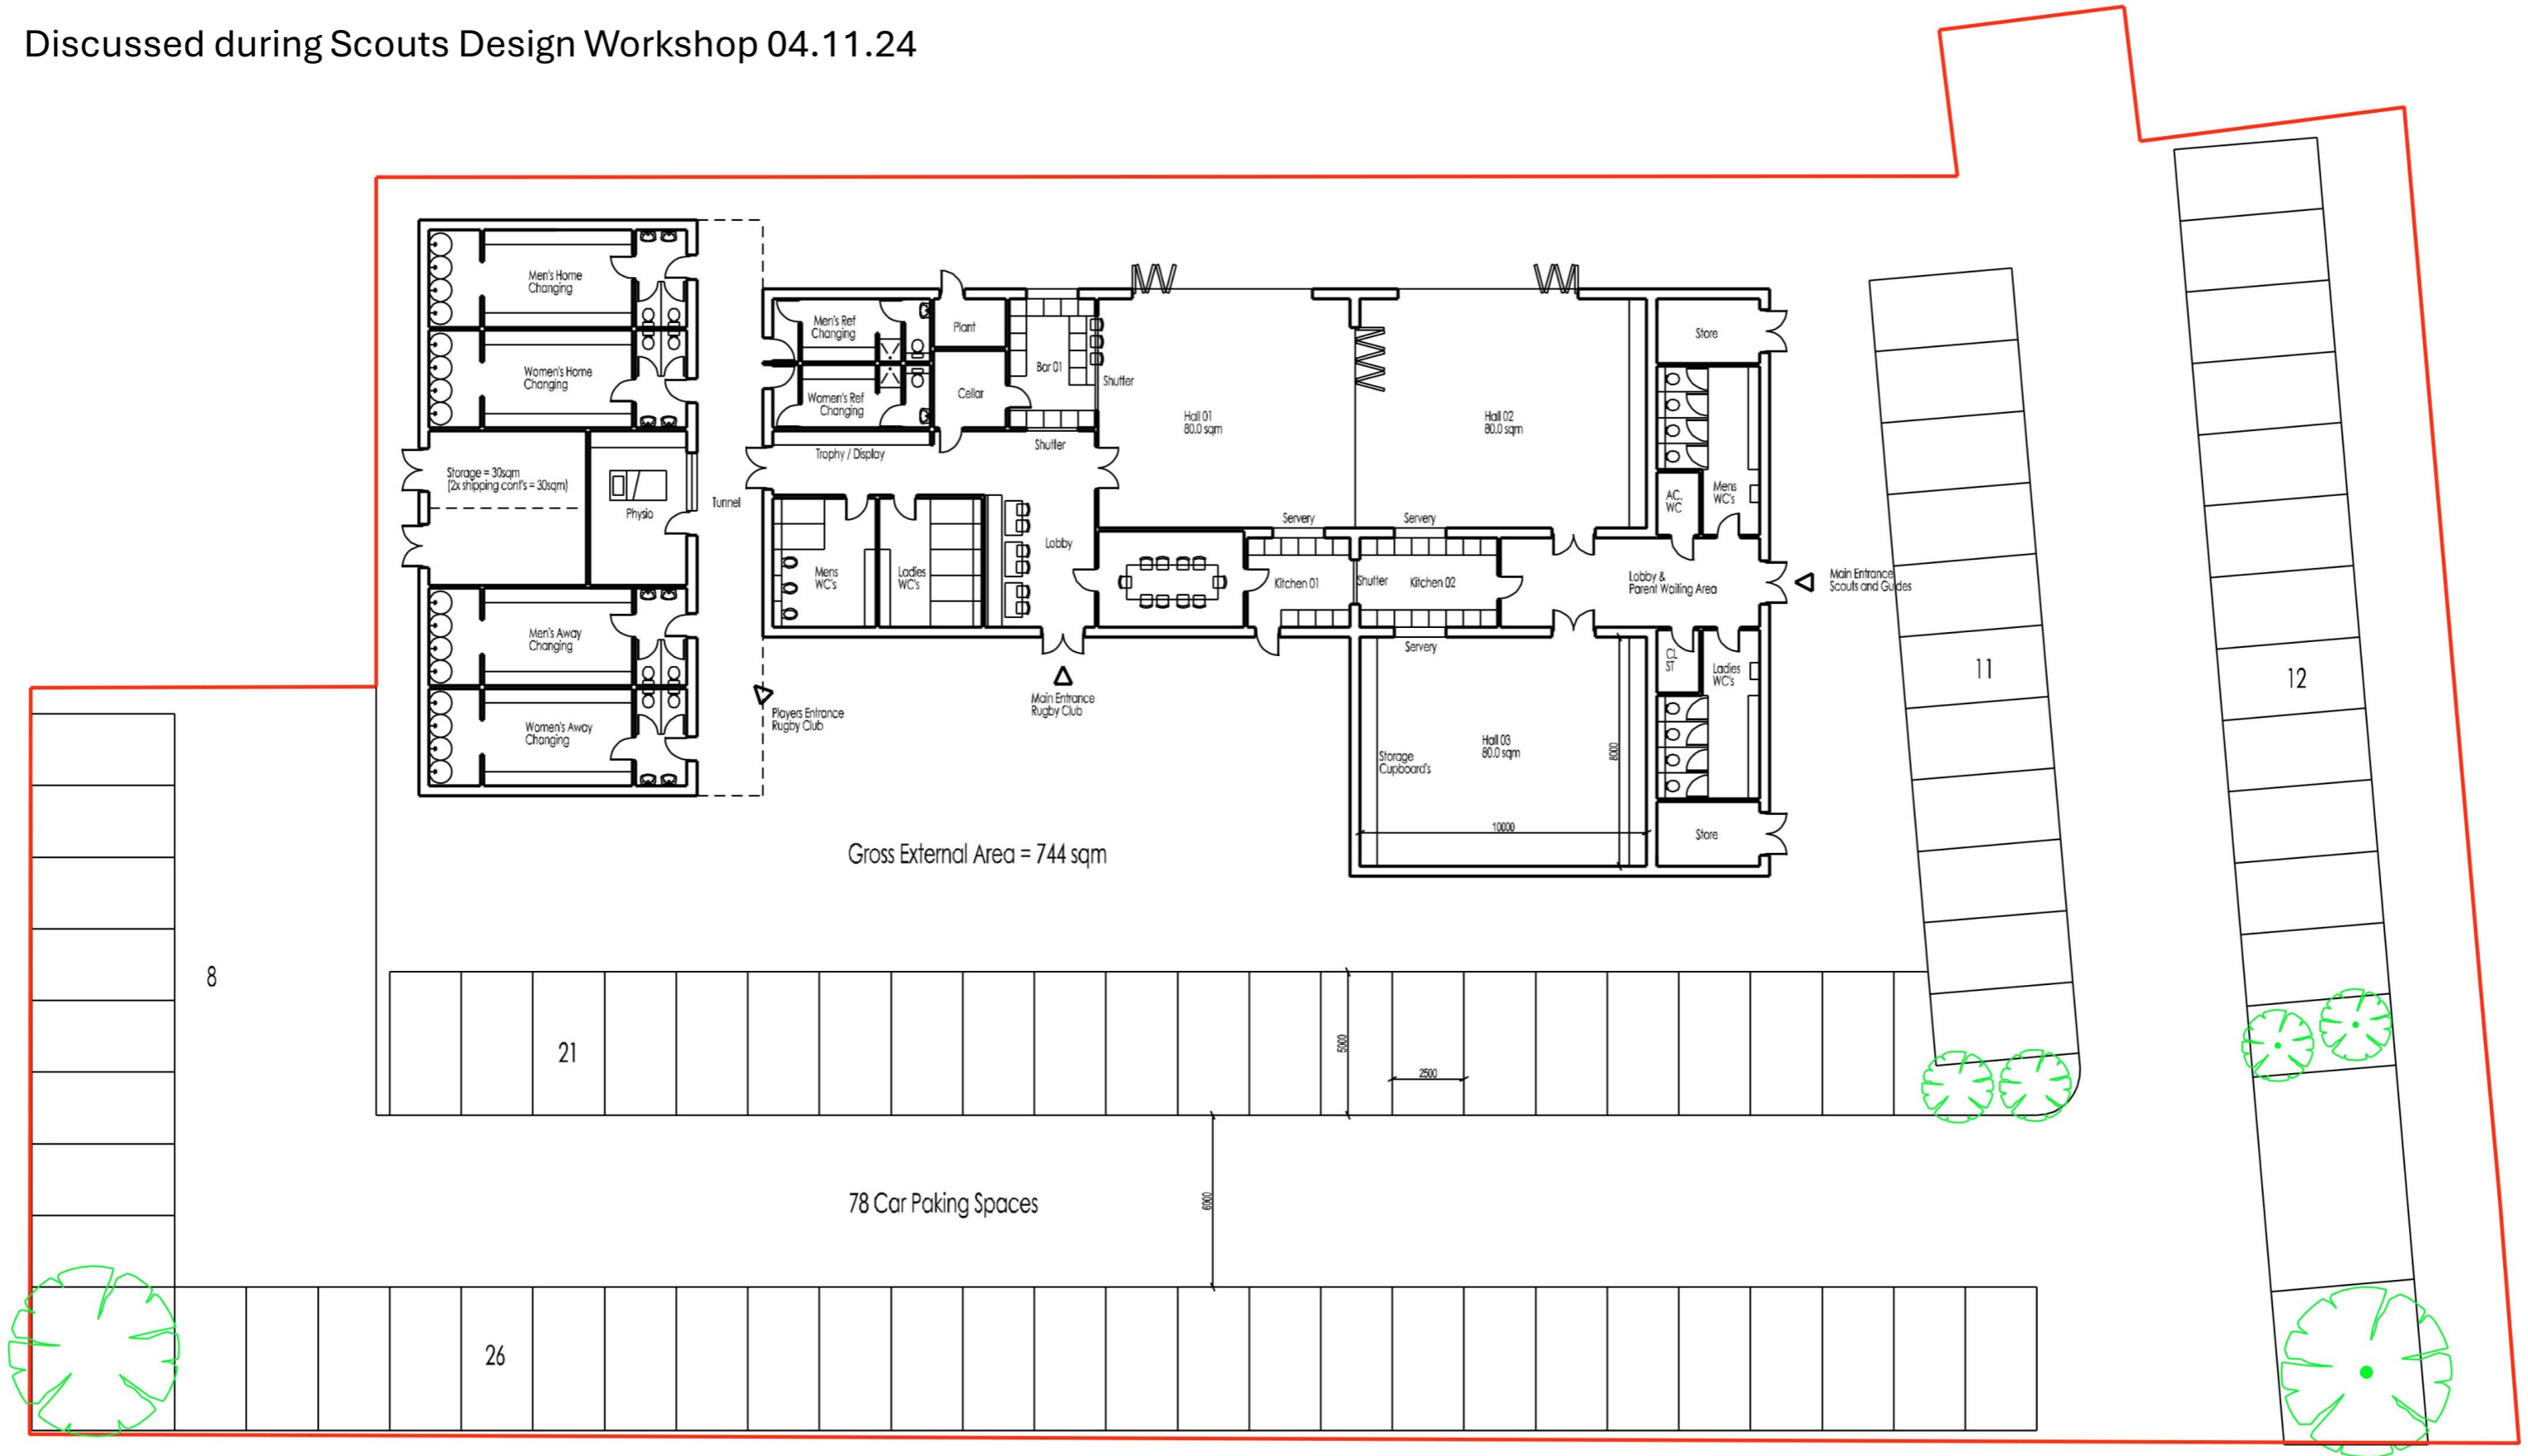 Discussed during Scouts Design Workshop 04.11.24
Men's Home
Changing
Women's Home
Changing
Storage = 30sqm
(2x shipping cont's = 30sqm)
Physio
Tunnel
Men's Away
Changing
Women's Away
Changing
Men's Ref
Changing
Women's Ref
Changing
Plant
Cellar
Bar 01
Shutter
Shutter
Trophy / Display
Mens
WC's
Ladies
WC's
Lobby
Players Entrance
Rugby Club
Main Entrance
Rugby Club
Hall 01
80.0 sqm
Hall 02
80.0 sqm
Servery
Servery
Kitchen 01
Shutter
Kitchen 02
Servery
Store
AC.
WC
Mens
WC's
Lobby &
Parent Waiting Area
Main Entrance
Scouts and Guides
CL
ST
Ladies
WC's
Storage
Cupboard's
Hall 03
80.0 sqm
8000
10000
Store
Gross External Area = 744 sqm
11
12
8
21
5000
2500
78 Car Paking Spaces
6000
26